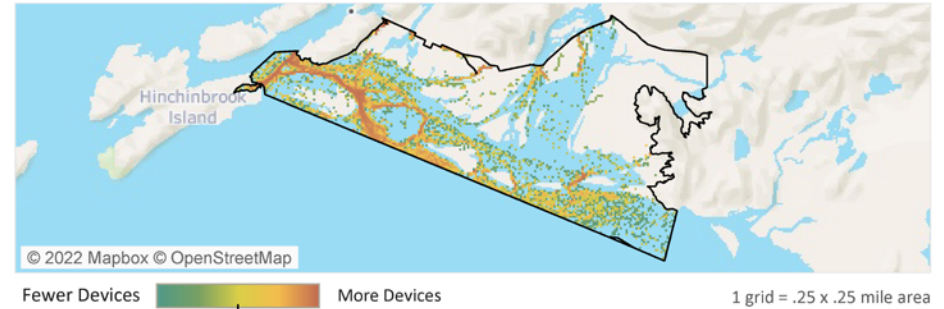 Hinchinbrook
Island
© 2022 Mapbox © OpenStreetMap
Fewer Devices
More Devices
1 grid = .25 x .25 mile area